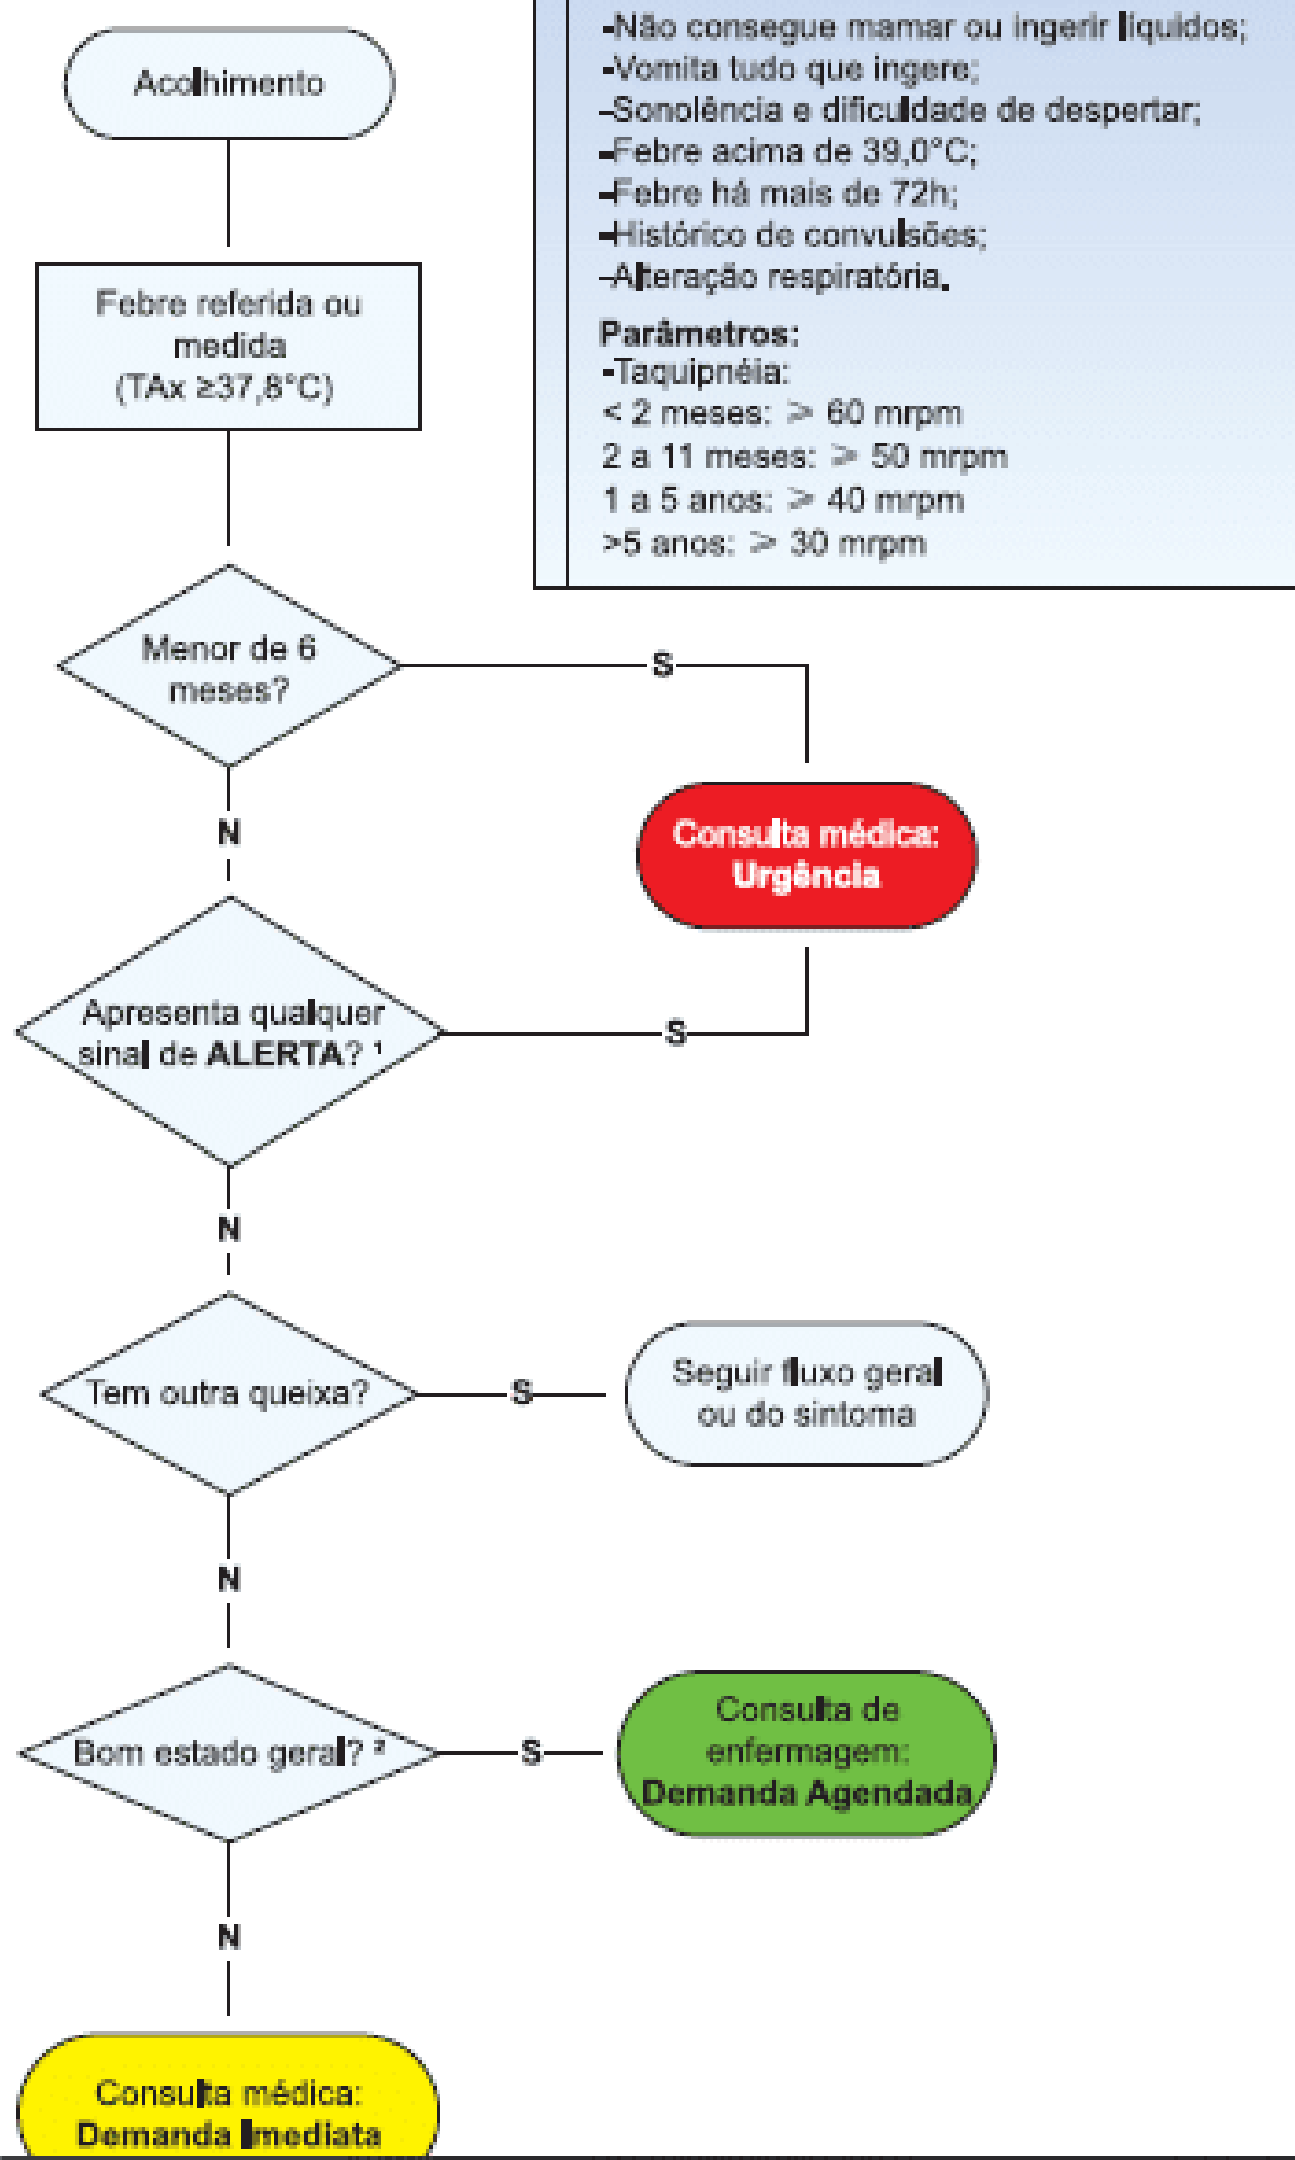 -Não consegue mamar ou ingerir líquidos;
-Vomita tudo que ingere;
-Sonolência e dificuldade de despertar;
-Febre acima de 39,0°C;
-Febre há mais de 72h;
-Histórico de convulsões;
-Alteração respiratória.
Parâmetros:
-Taquipnéia:
< 2 meses: ⩾ 60 mrpm
2 a 11 meses: ⩾ 50 mrpm
1 a 5 anos: ⩾ 40 mrpm
>5 anos: ⩾ 30 mrpm
Acolhimento
Febre referida ou
medida
(TAx ≥37,8°C)
Menor de 6
meses?
S
Consulta médica:
Urgência
N
Apresenta qualquer
sinal de ALERTA? ¹
S
N
Tem outra queixa?
S
Seguir fluxo geral
ou do sintoma
N
Bom estado geral? ²
S
Consulta de
enfermagem:
Demanda Agendada
N
Consulta médica:
Demanda Imediata